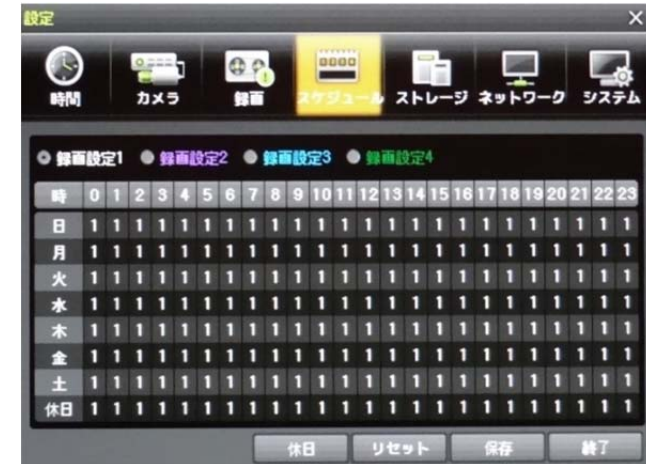 設定 ×
時間 カメラ 録画 スケジュール ストレージ ネットワーク システム
録画設定1 録画設定2 録画設定3 録画設定4
時 0 1 2 3 4 5 6 7 8 9 10 11 12 13 14 15 16 17 18 19 20 21 22 23
日 1 1 1 1 1 1 1 1 1 1 1 1 1 1 1 1 1 1 1 1 1 1 1 1
月 1 1 1 1 1 1 1 1 1 1 1 1 1 1 1 1 1 1 1 1 1 1 1 1
火 1 1 1 1 1 1 1 1 1 1 1 1 1 1 1 1 1 1 1 1 1 1 1 1
水 1 1 1 1 1 1 1 1 1 1 1 1 1 1 1 1 1 1 1 1 1 1 1 1
木 1 1 1 1 1 1 1 1 1 1 1 1 1 1 1 1 1 1 1 1 1 1 1 1
金 1 1 1 1 1 1 1 1 1 1 1 1 1 1 1 1 1 1 1 1 1 1 1 1
土 1 1 1 1 1 1 1 1 1 1 1 1 1 1 1 1 1 1 1 1 1 1 1 1
休日 1 1 1 1 1 1 1 1 1 1 1 1 1 1 1 1 1 1 1 1 1 1 1 1
休日 リセット 保存 終了